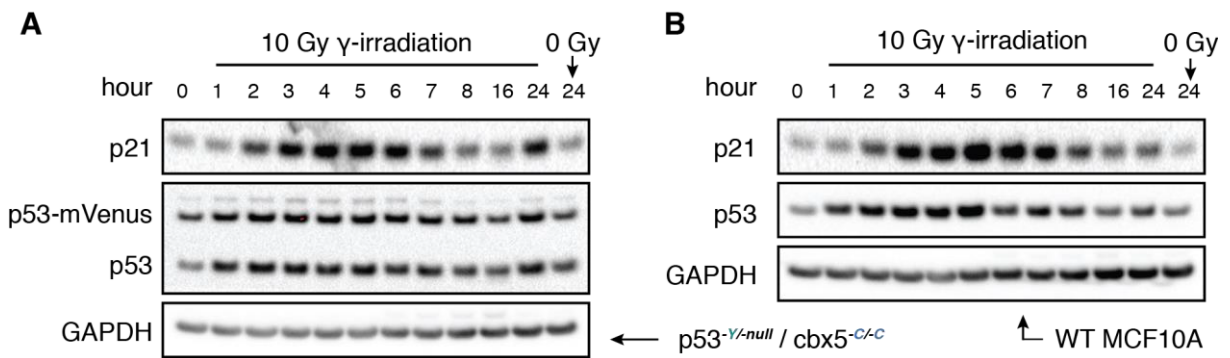 A
10 Gy γ-irradiation
0 Gy
hour
0 1 2 3 4 5 6 7 8 16 24 24
p21
p53-mVenus
p53
GAPDH
p53-Y/-null / cbx5-C/-C
B
10 Gy γ-irradiation
0 Gy
hour
0 1 2 3 4 5 6 7 8 16 24 24
p21
p53
GAPDH
WT MCF10A